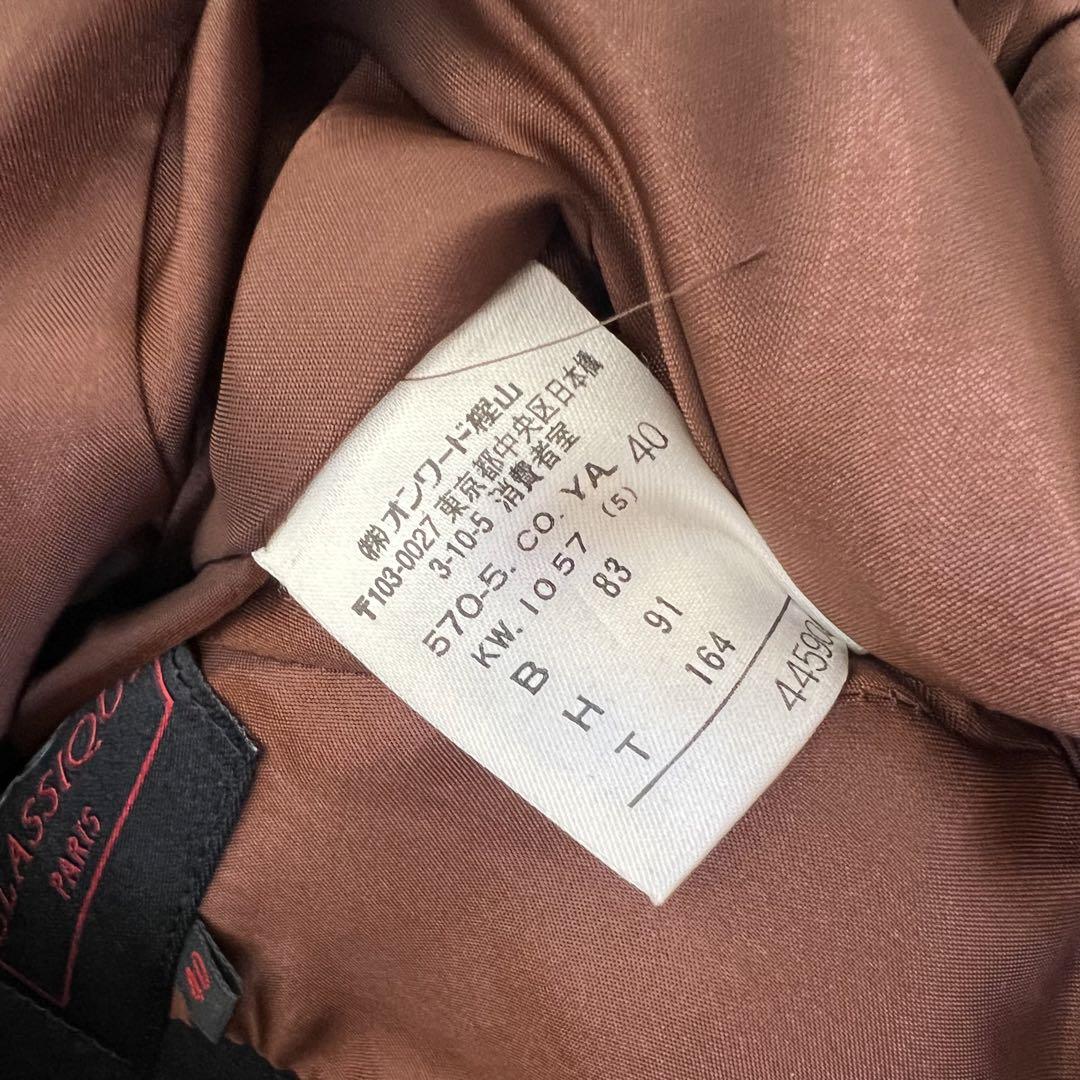 ㈱オンワード樫山
〒103-0027 東京都中央区日本橋
3-10-5 消費者室
570-5. CO. YA 40
KW. 1057 (5)
B 83
H 91
T 164
44590
PARIS
40